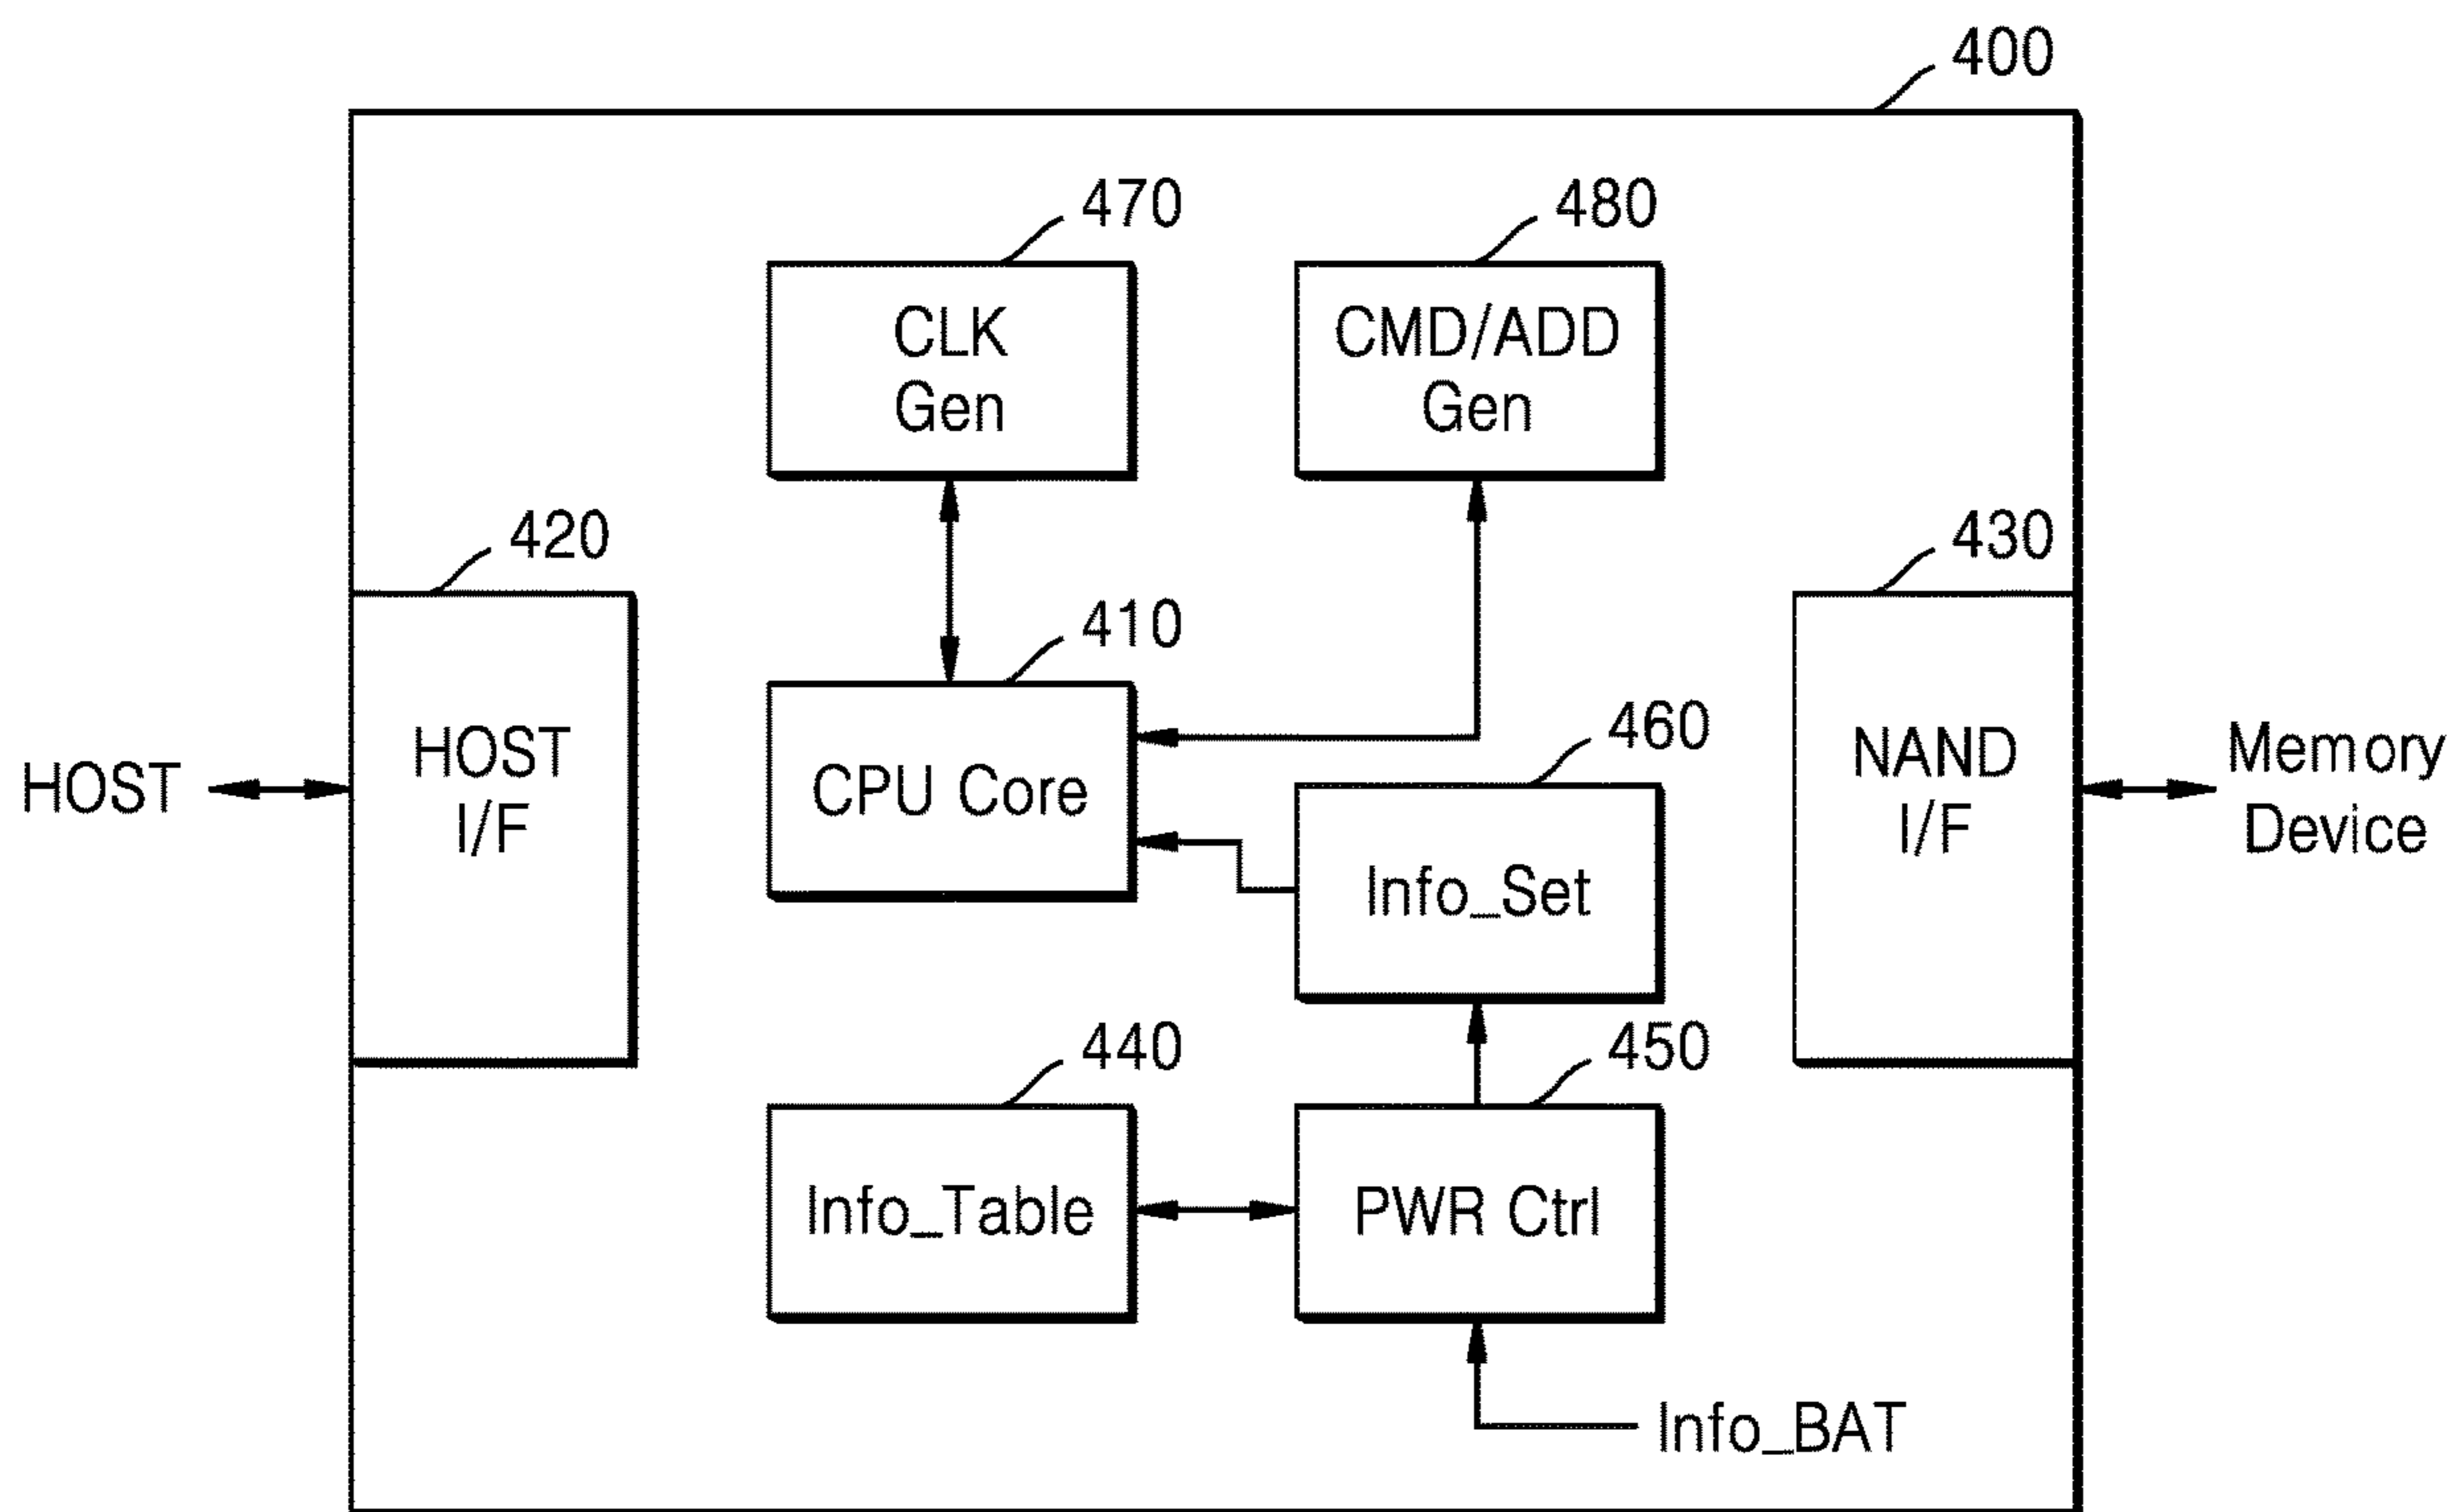 400
470
480
CLK
Gen
CMD/ADD
Gen
420
430
410
460
HOST
HOST
I/F
CPU Core
NAND
I/F
Memory
Device
Info_Set
440
450
Info_Table
PWR Ctrl
Info_BAT